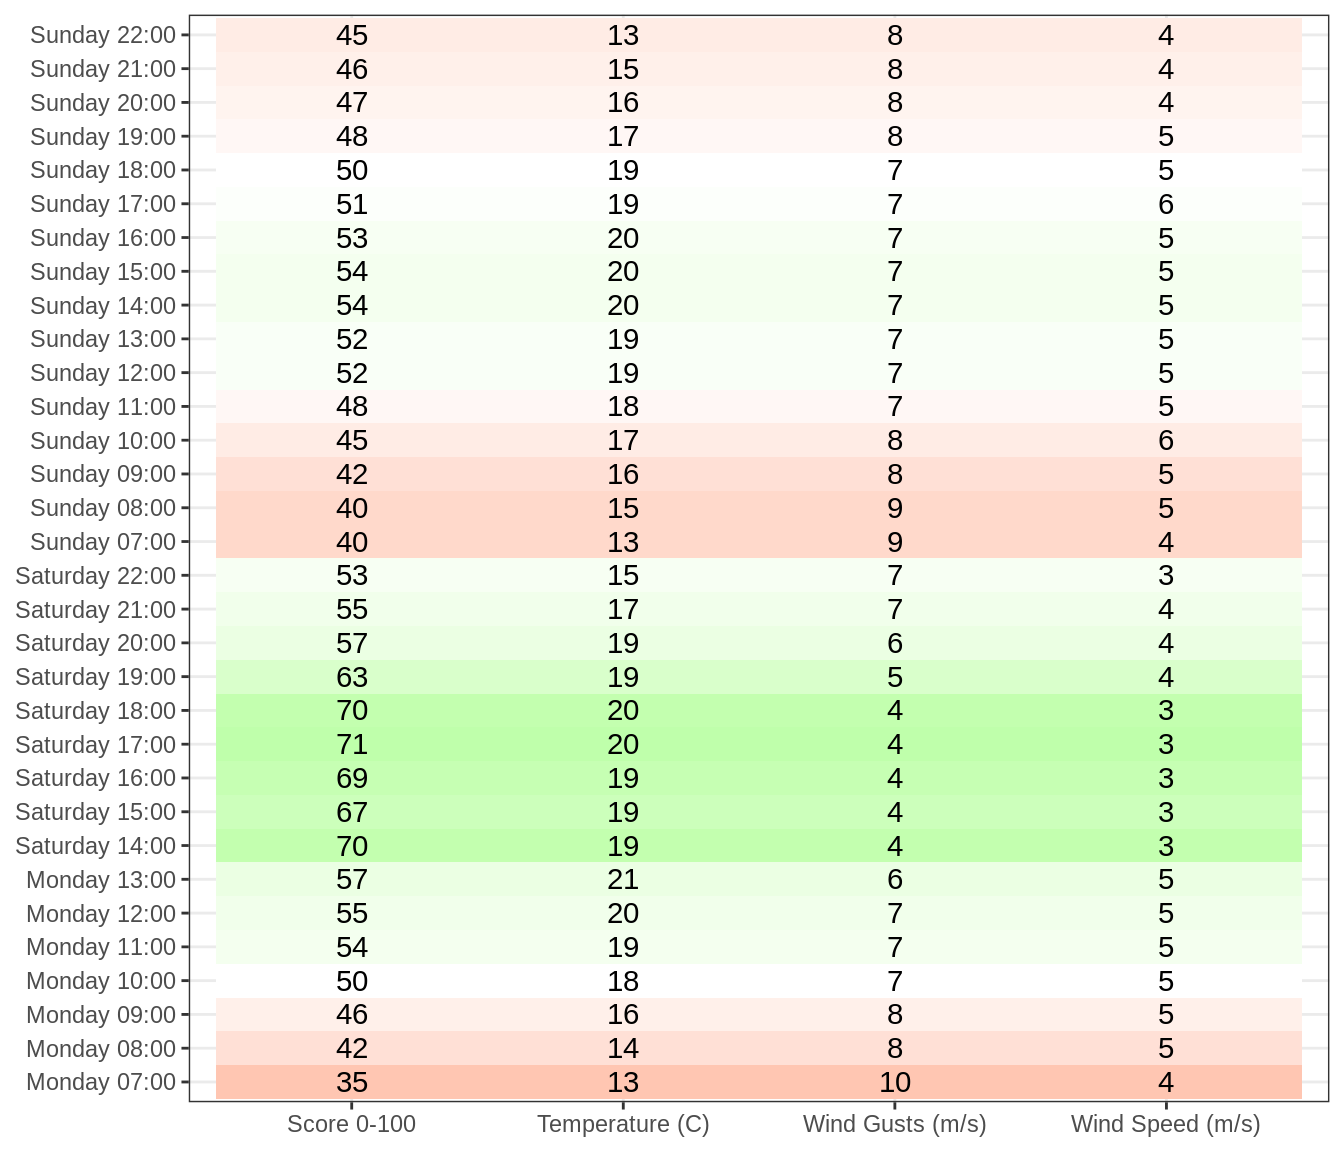 Sunday 22:00 45 13 8 4
Sunday 21:00 46 15 8 4
Sunday 20:00 47 16 8 4
Sunday 19:00 48 17 8 5
Sunday 18:00 50 19 7 5
Sunday 17:00 51 19 7 6
Sunday 16:00 53 20 7 5
Sunday 15:00 54 20 7 5
Sunday 14:00 54 20 7 5
Sunday 13:00 52 19 7 5
Sunday 12:00 52 19 7 5
Sunday 11:00 48 18 7 5
Sunday 10:00 45 17 8 6
Sunday 09:00 42 16 8 5
Sunday 08:00 40 15 9 5
Sunday 07:00 40 13 9 4
Saturday 22:00 53 15 7 3
Saturday 21:00 55 17 7 4
Saturday 20:00 57 19 6 4
Saturday 19:00 63 19 5 4
Saturday 18:00 70 20 4 3
Saturday 17:00 71 20 4 3
Saturday 16:00 69 19 4 3
Saturday 15:00 67 19 4 3
Saturday 14:00 70 19 4 3
Monday 13:00 57 21 6 5
Monday 12:00 55 20 7 5
Monday 11:00 54 19 7 5
Monday 10:00 50 18 7 5
Monday 09:00 46 16 8 5
Monday 08:00 42 14 8 5
Monday 07:00 35 13 10 4
Score 0-100 Temperature (C) Wind Gusts (m/s) Wind Speed (m/s)